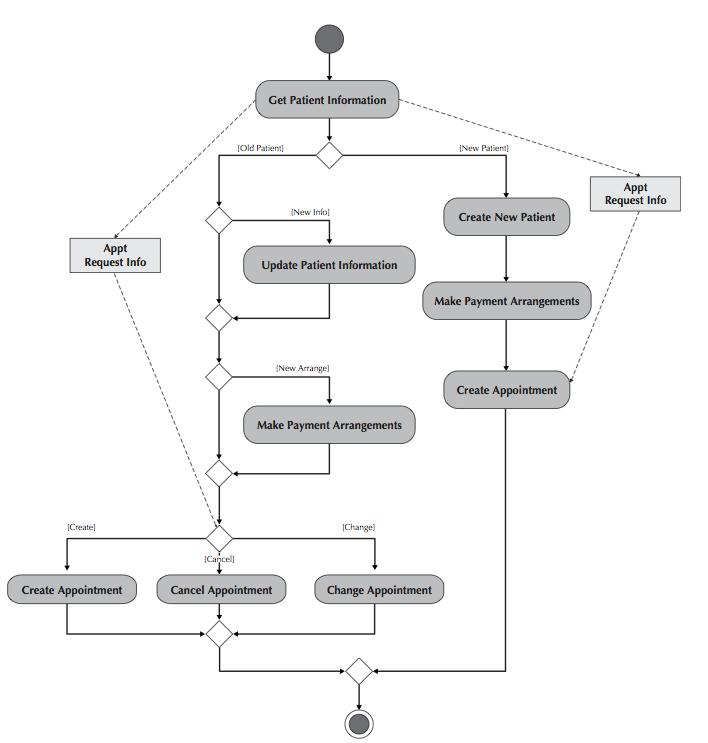 Get Patient Information
[Old Patient]
[New Patient]
Appt
Request Info
[New Info]
Create New Patient
Appt
Request Info
Update Patient Information
Make Payment Arrangements
[New Arrange]
Create Appointment
Make Payment Arrangements
[Create]
[Change]
[Cancel]
Create Appointment
Cancel Appointment
Change Appointment